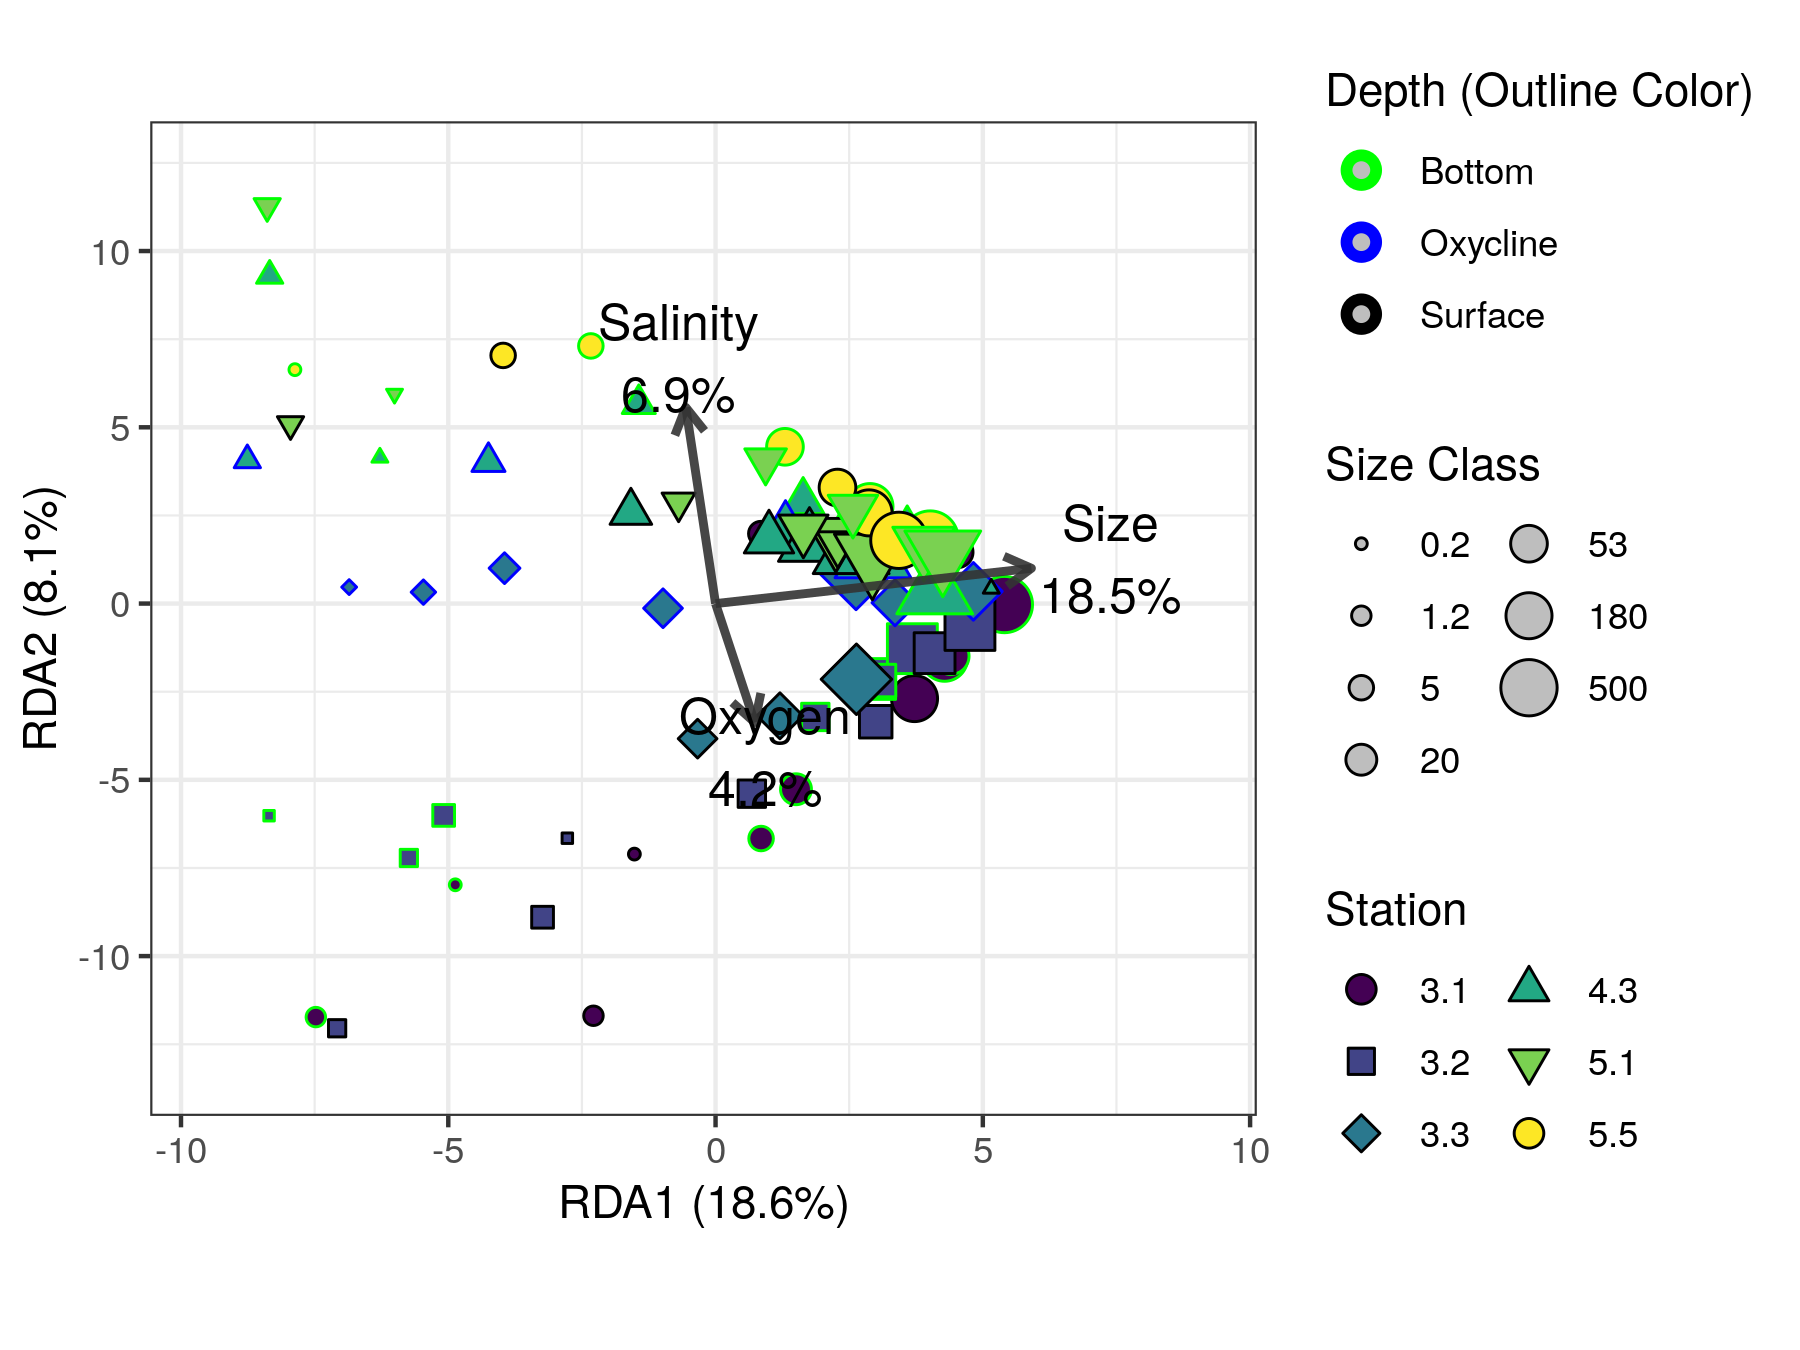 Depth (Outline Color)
Bottom
Oxycline
Surface
Size Class
0.2
53
1.2
180
5
500
20
Station
3.1
4.3
3.2
5.1
3.3
5.5
Salinity
6.9%
Size
18.5%
Oxygen
4.2%
10
5
0
-5
-10
RDA2 (8.1%)
-10
-5
0
5
10
RDA1 (18.6%)